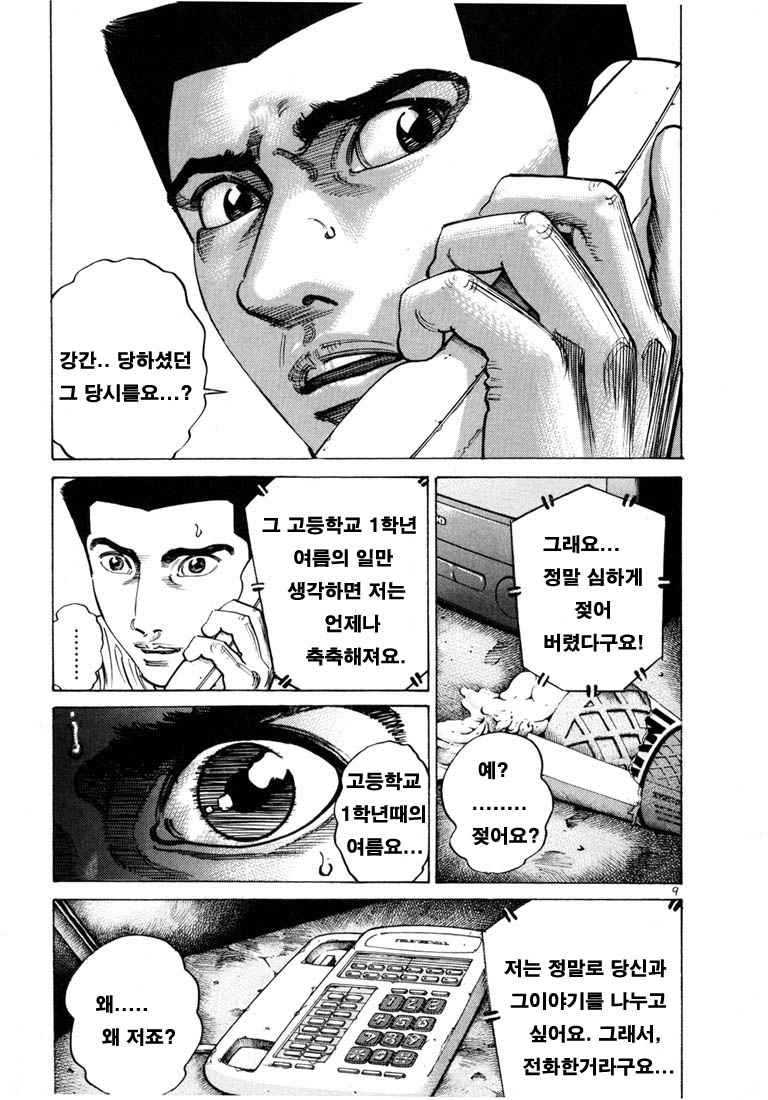 강간.. 당하셨던
그 당시를요...?
그 고등학교 1학년
여름의 일만
생각하면 저는
언제나
축축해져요.
.........
그래요...
정말 심하게
젖어
버렸다구요!
고등학교
1학년때의
여름요...
예?
........
젖어요?
9
왜.....
왜 저죠?
저는 정말로 당신과
그이야기를 나누고
싶어요. 그래서,
전화한거라구요...